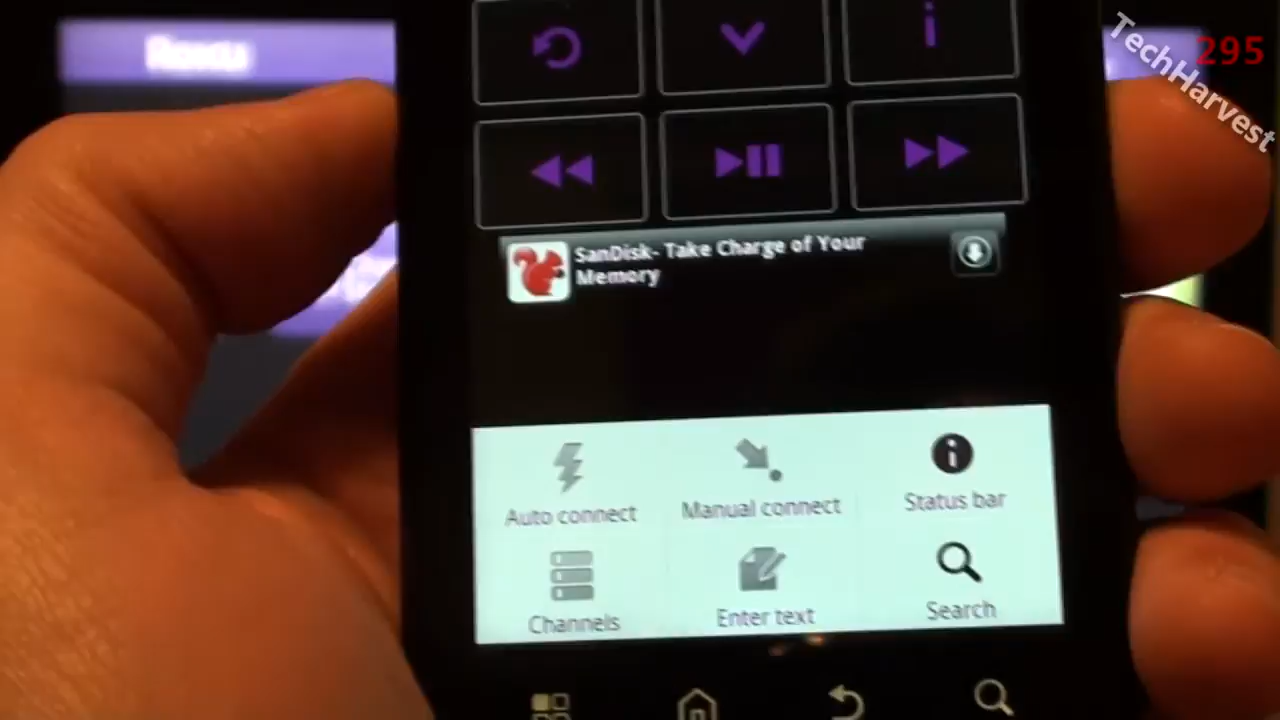 295
TechHarvest
SanDisk- Take Charge of Your
Memory
Auto connect
Manual connect
Status bar
Channels
Enter text
Search